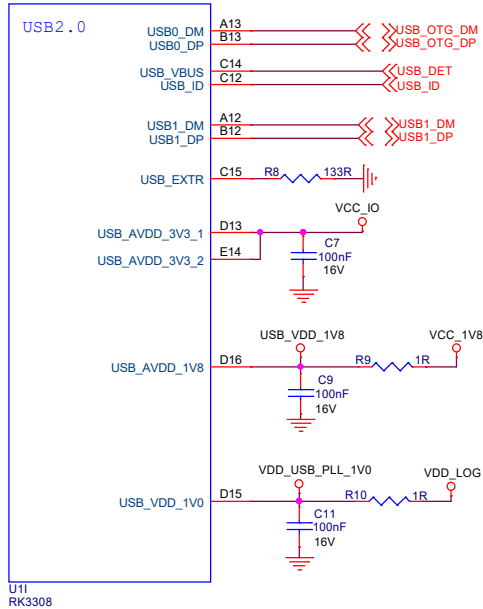 USB2.0
USB0_DM A13 USB_OTG_DM
USB0_DP B13 USB_OTG_DP
USB_VBUS C14 USB_DET
USB_ID C12 USB_ID
USB1_DM A12 USB1_DM
USB1_DP B12 USB1_DP
USB_EXTR C15 R8 133R
VCC_IO
USB_AVDD_3V3_1 D13
C7
USB_AVDD_3V3_2 E14 100nF
16V
USB_VDD_1V8 VCC_1V8
USB_AVDD_1V8 D16 R9 1R
C9
100nF
16V
VDD_USB_PLL_1V0 VDD_LOG
USB_VDD_1V0 D15 R10 1R
C11
100nF
16V
U1I
RK3308